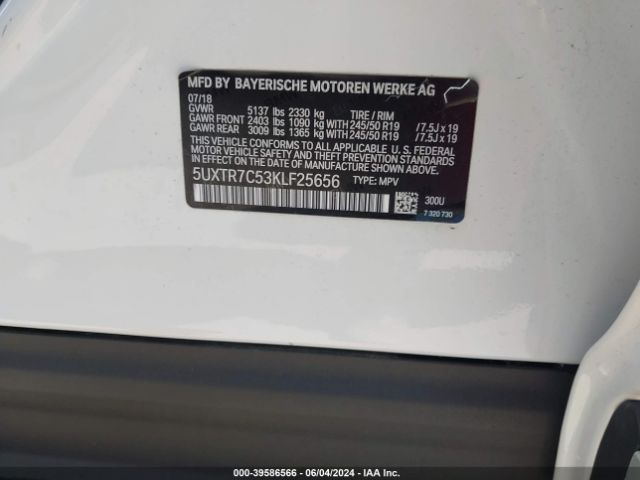 MFD BY BAYERISCHE MOTOREN WERKE AG
07/18
GVWR 5137 lbs 2330 kg TIRE / RIM
GAWR FRONT 2403 lbs 1090 kg WITH 245/50 R19 /7.5J x 19
GAWR REAR 3009 lbs 1365 kg WITH 245/50 R19 /7.5J x 19
THIS VEHICLE CONFORMS TO ALL APPLICABLE U. S. FEDERAL
MOTOR VEHICLE SAFETY, BUMPER, AND THEFT PREVENTION
STANDARDS IN EFFECT ON THE DATE OF MANUFACTURE SHOWN ABOVE.
5UXTR7C53KLF25656 TYPE: MPV
300U
7 320 730
000-39586566 - 06/04/2024 - IAA Inc.